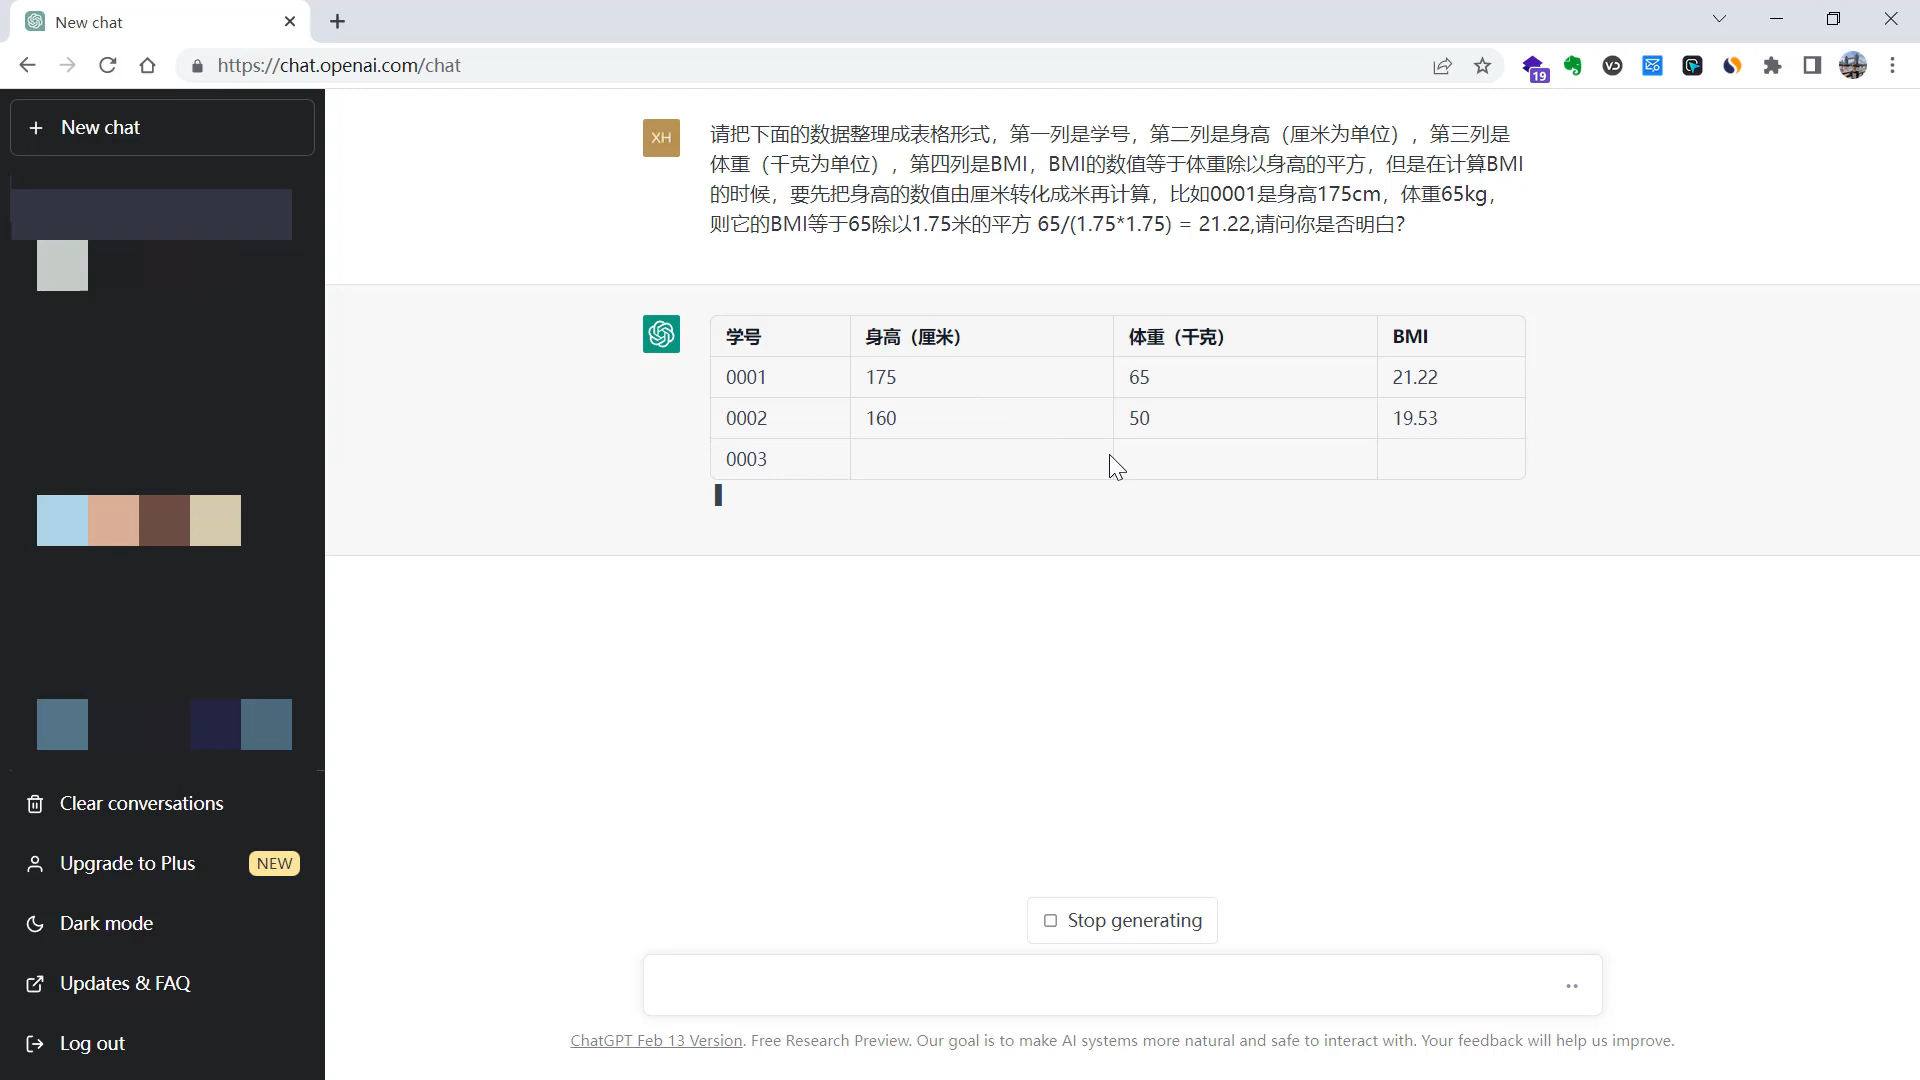 New chat
https://chat.openai.com/chat
19
New chat
XH
请把下面的数据整理成表格形式，第一列是学号，第二列是身高（厘米为单位），第三列是
体重（千克为单位），第四列是BMI，BMI的数值等于体重除以身高的平方，但是在计算BMI
的时候，要先把身高的数值由厘米转化成米再计算，比如0001是身高175cm，体重65kg，
则它的BMI等于65除以1.75米的平方 65/(1.75*1.75) = 21.22,请问你是否明白？
学号 身高（厘米） 体重（千克） BMI
0001 175 65 21.22
0002 160 50 19.53
0003
Clear conversations
Upgrade to Plus NEW
Dark mode
Updates & FAQ
Log out
Stop generating
ChatGPT Feb 13 Version. Free Research Preview. Our goal is to make AI systems more natural and safe to interact with. Your feedback will help us improve.